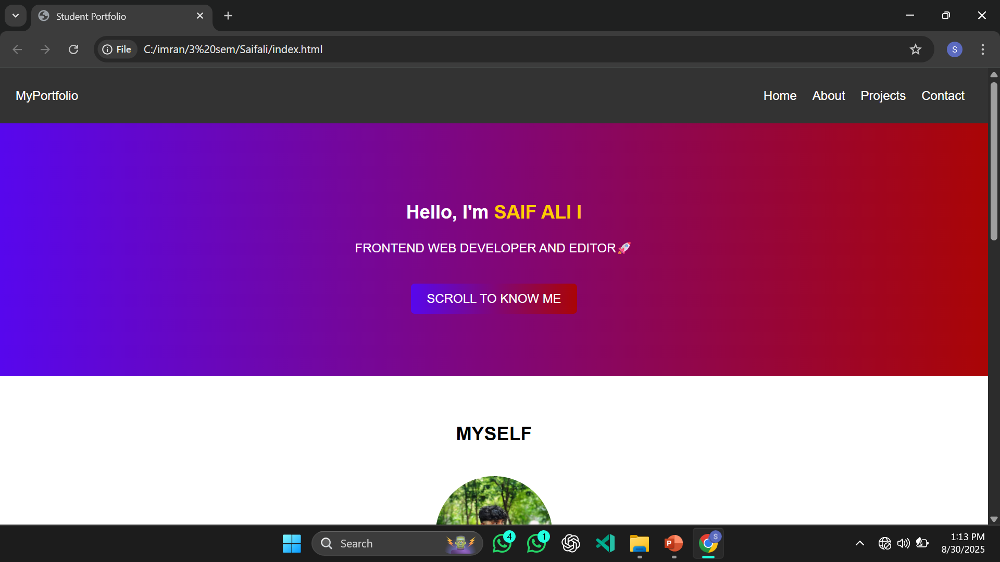 Student Portfolio
File C:/imran/3%20sem/Saifali/index.html S
MyPortfolio Home About Projects Contact
Hello, I'm SAIF ALI I
FRONTEND WEB DEVELOPER AND EDITOR🚀
SCROLL TO KNOW ME
MYSELF
Search 4 1 P S 1:13 PM
8/30/2025